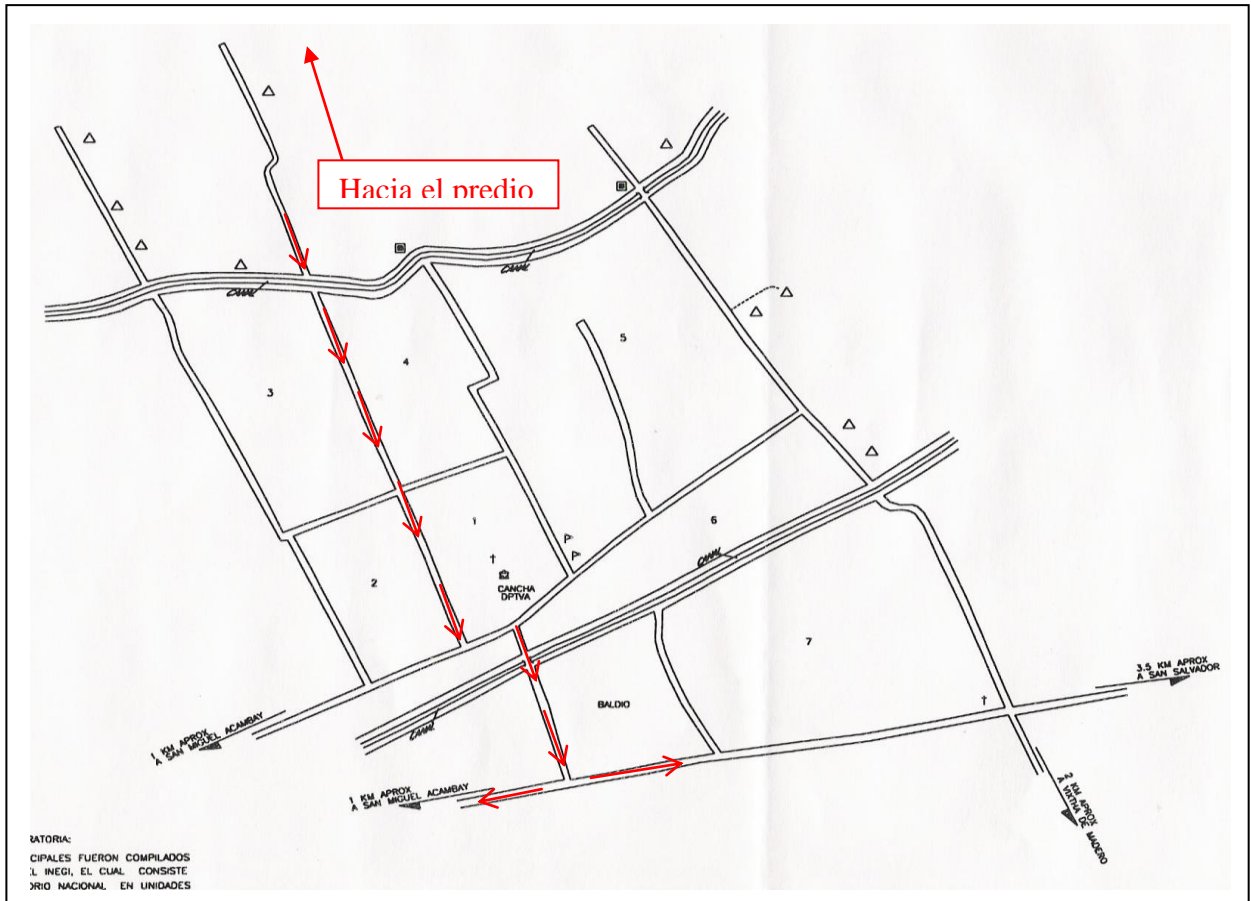 Hacia el predio
CANAL
CANAL
5
4
3
1
6
CANAL
2
CANCHA
DPTVA
7
3.5 KM APROX
A SAN SALVADOR
BALDIO
CANAL
1 KM APROX
A SAN MIGUEL ACAMBAY
1 KM APROX
A SAN MIGUEL ACAMBAY
2 KM APROX
A VIXTHA DE MADERO
RATORIA:
CIPALES FUERON COMPILADOS
EL INEGI, EL CUAL CONSISTE
ORIO NACIONAL EN UNIDADES